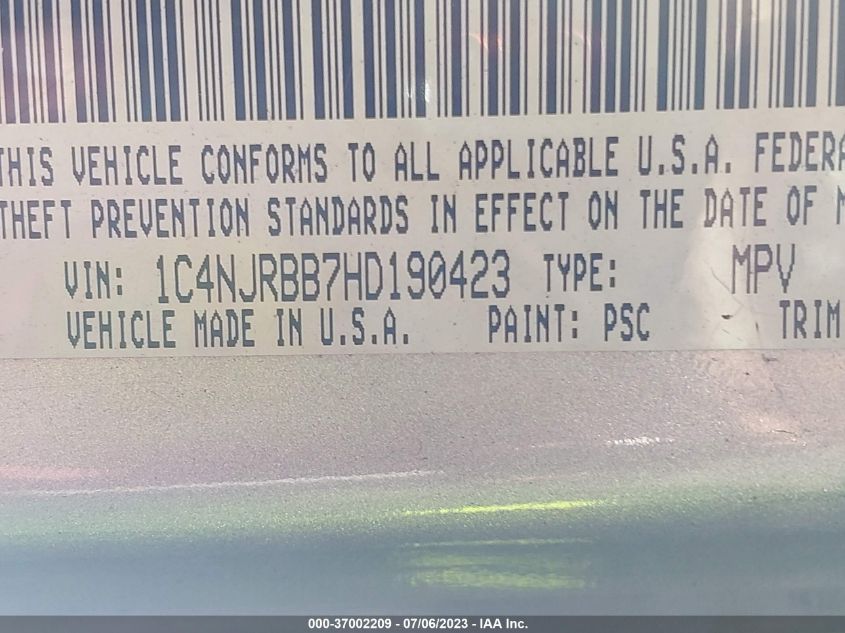 THIS VEHICLE CONFORMS TO ALL APPLICABLE U.S.A.
THEFT PREVENTION STANDARDS IN EFFECT ON THE DATE OF
VIN: 1C4NJRBB7HD190423 TYPE: MPV
VEHICLE MADE IN U.S.A. PAINT: PSC TRIM
000-37002209 - 07/06/2023 - IAA Inc.